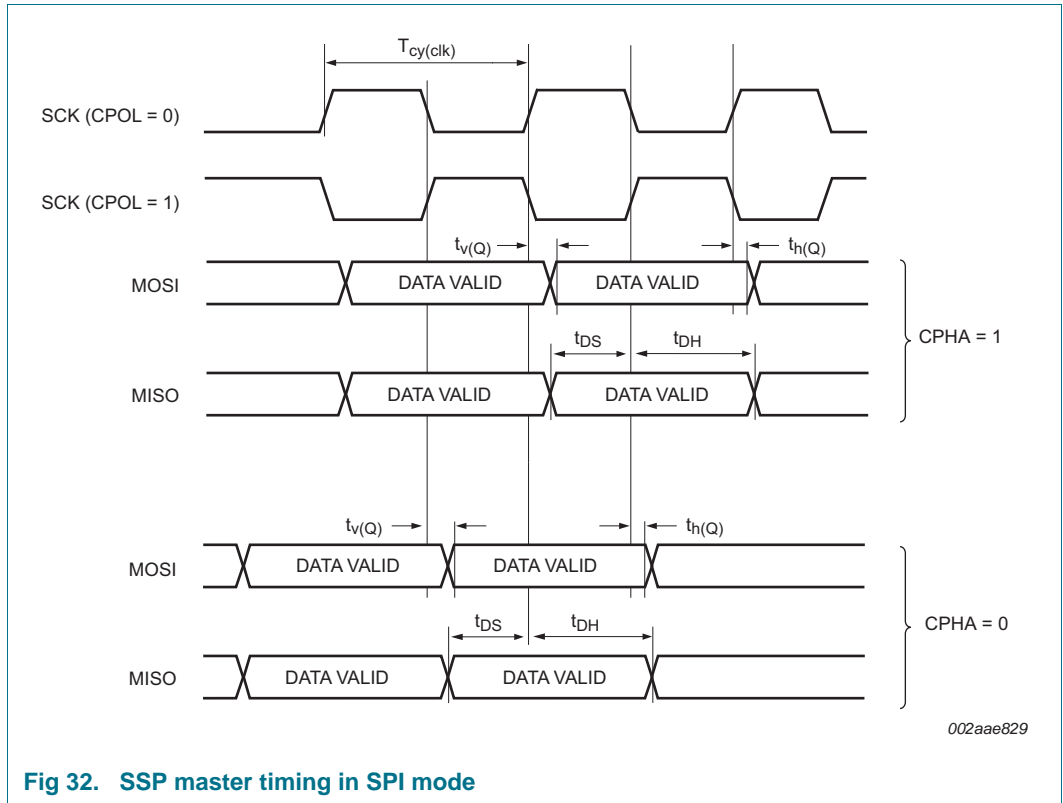 Tcy(clk)
SCK (CPOL = 0)
SCK (CPOL = 1)
tv(Q) th(Q)
MOSI DATA VALID DATA VALID
tDS tDH
CPHA = 1
MISO DATA VALID DATA VALID
tv(Q) th(Q)
MOSI DATA VALID DATA VALID
tDS tDH
CPHA = 0
MISO DATA VALID DATA VALID
002aae829
Fig 32. SSP master timing in SPI mode